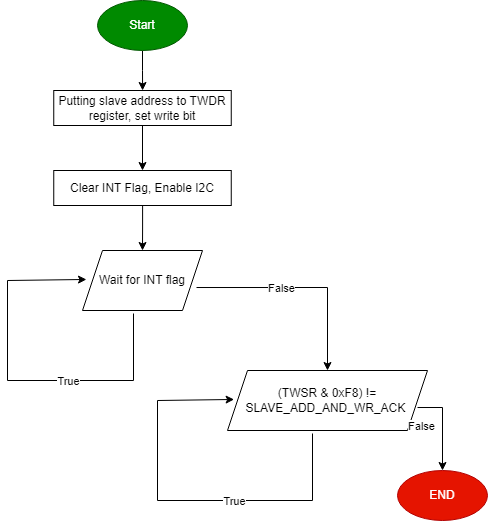 Start
Putting slave address to TWDR
register, set write bit
Clear INT Flag, Enable I2C
Wait for INT flag
False
True
(TWSR & 0xF8) !=
SLAVE_ADD_AND_WR_ACK
False
True
END